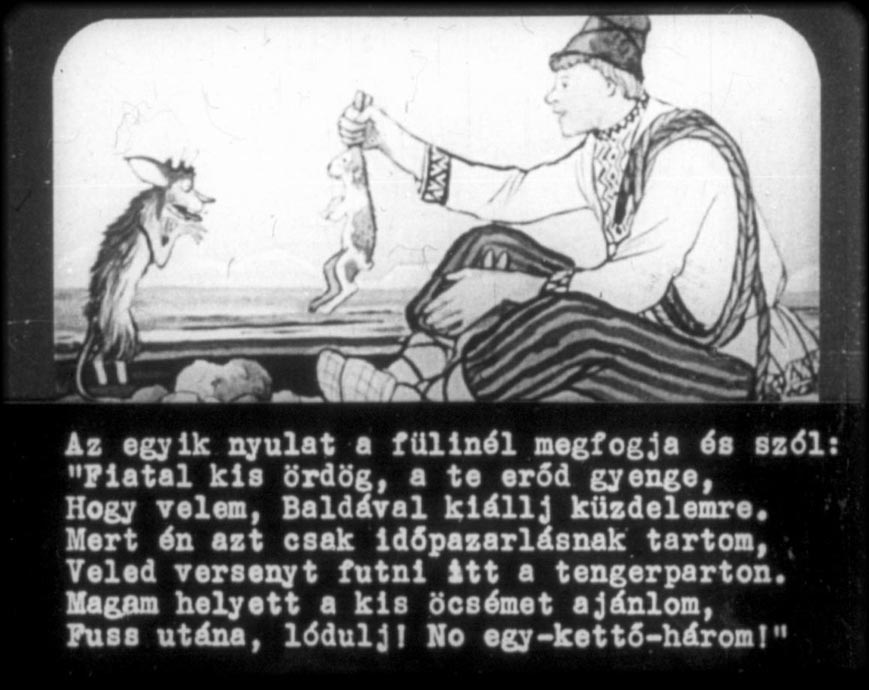 Az egyik nyulat a fülinél megfogja és szól:
"Fiatal kis ördög, a te erőd gyenge,
Hogy velem, Baldával kiállj küzdelemre.
Mert én azt csak időpazarlásnak tartom,
Veled versenyt futni itt a tengerparton.
Magam helyett a kis öcsémet ajánlom,
Fuss utána, lódulj! No egy-kettő-három!"